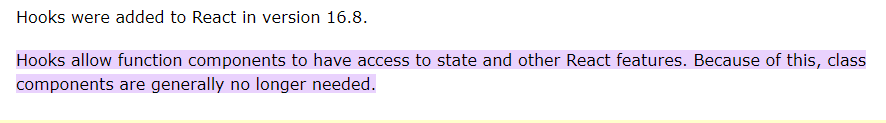 Hooks were added to React in version 16.8.
Hooks allow function components to have access to state and other React features. Because of this, class
components are generally no longer needed.